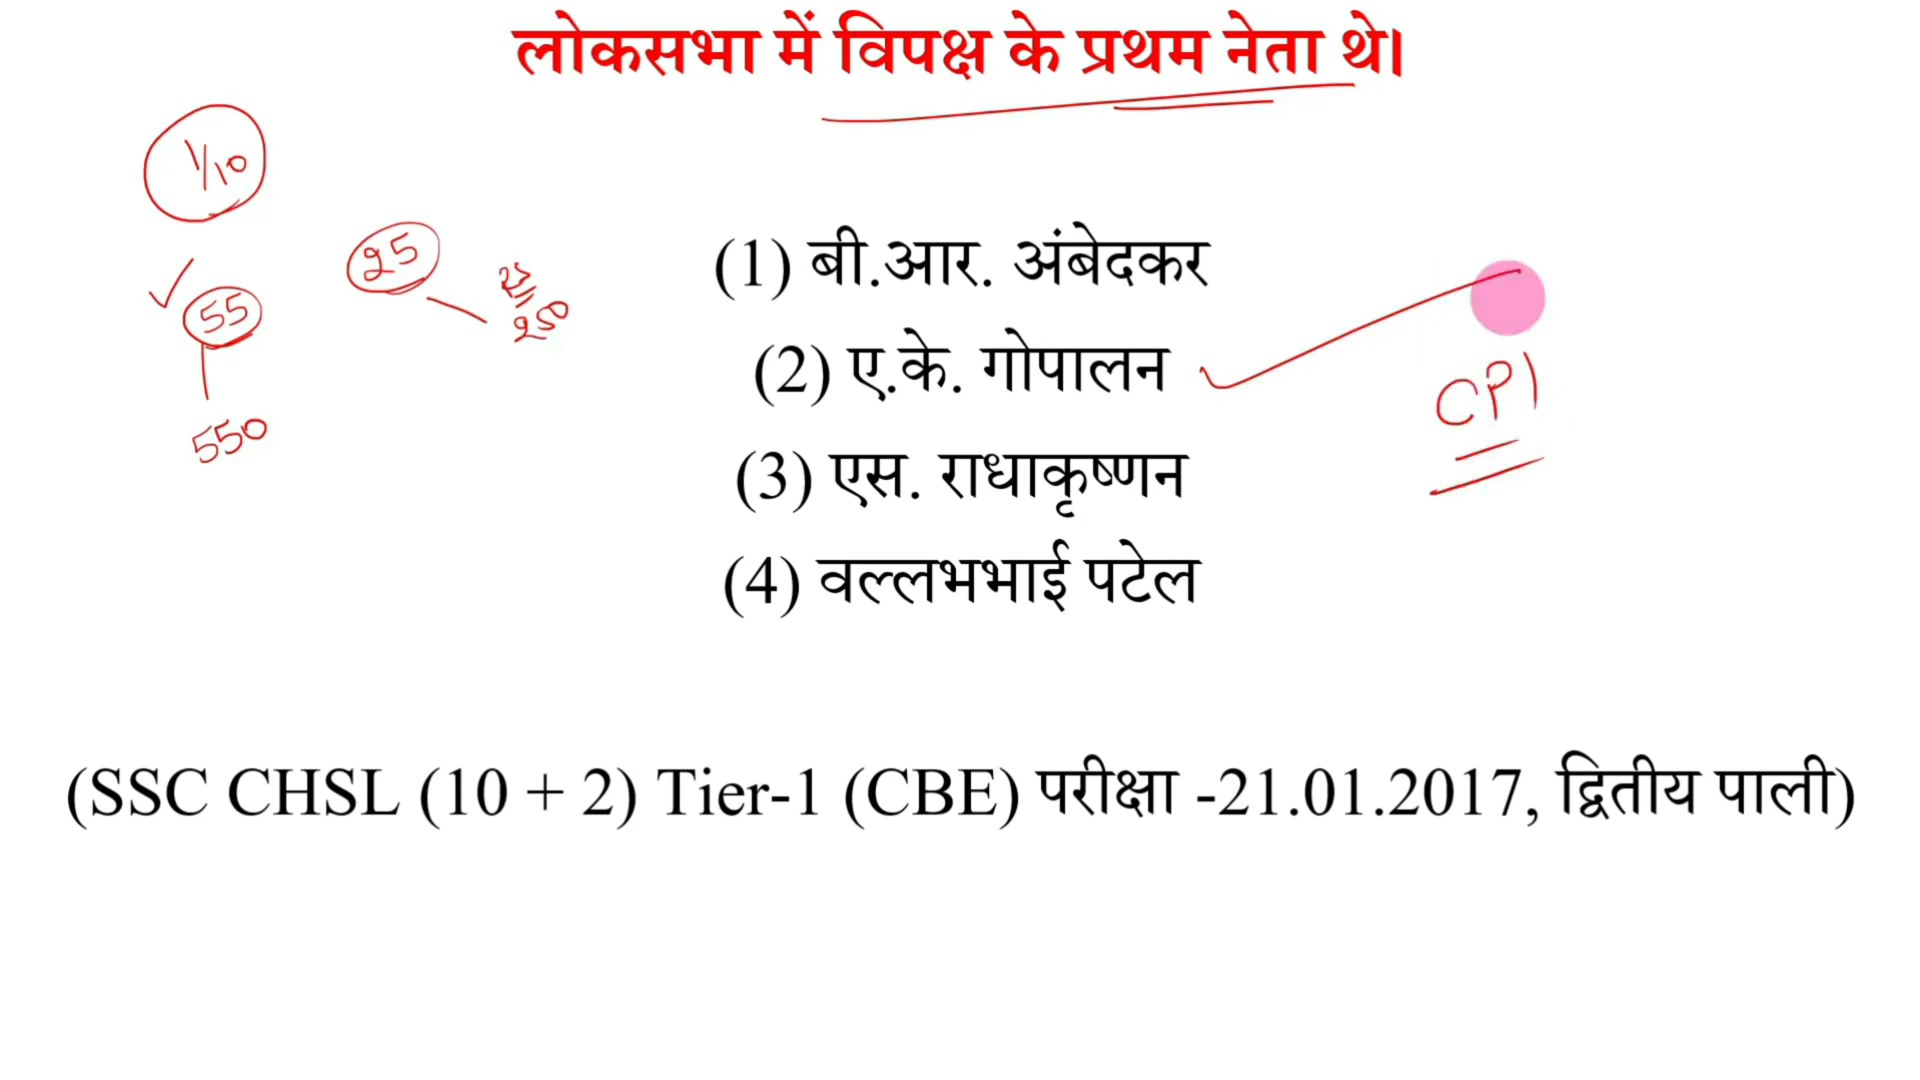 लोकसभा में विपक्ष के प्रथम नेता थे।
1/10
25
55
250
550
(1) बी.आर. अंबेदकर
(2) ए.के. गोपालन
CPI
(3) एस. राधाकृष्णन
(4) वल्लभभाई पटेल
(SSC CHSL (10 + 2) Tier-1 (CBE) परीक्षा -21.01.2017, द्वितीय पाली)